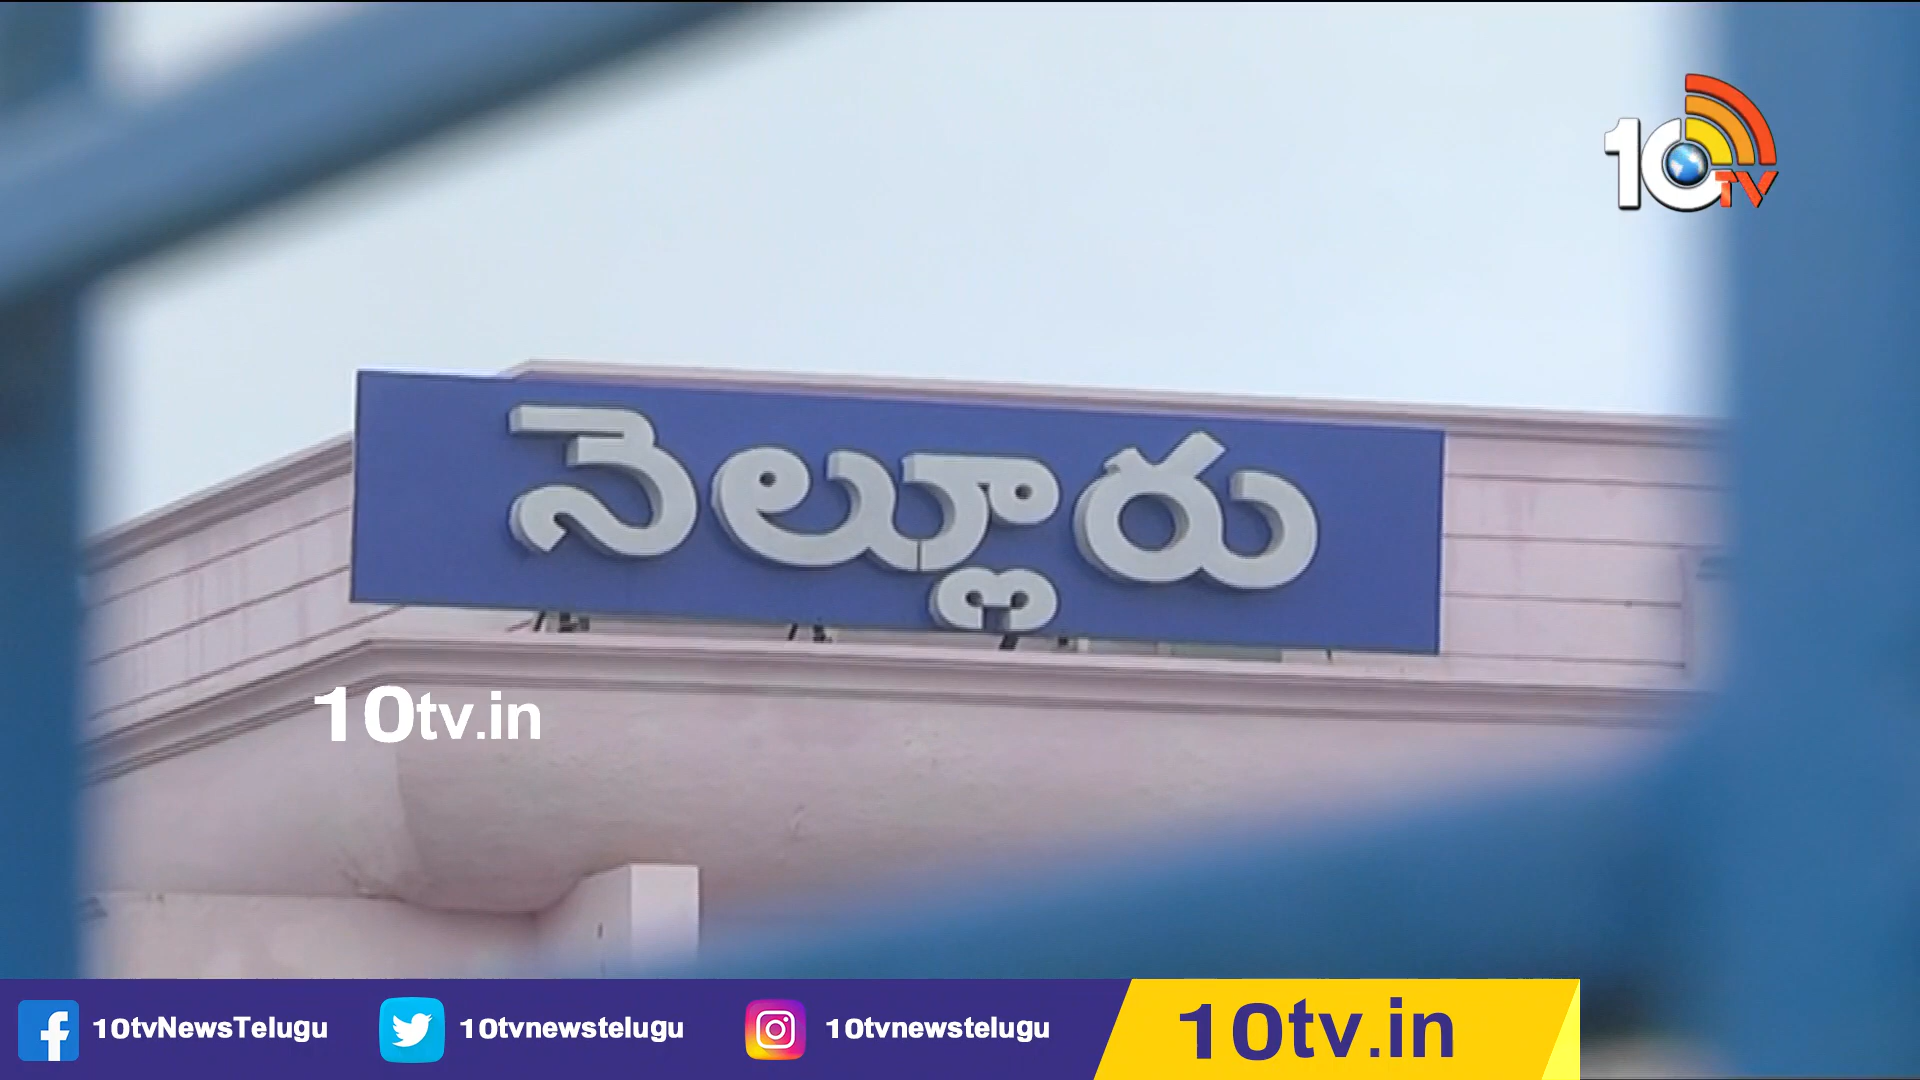 10TV
నెల్లూరు
10tv.in
10tvNewsTelugu
10tvnewstelugu
10tvnewstelugu
10tv.in